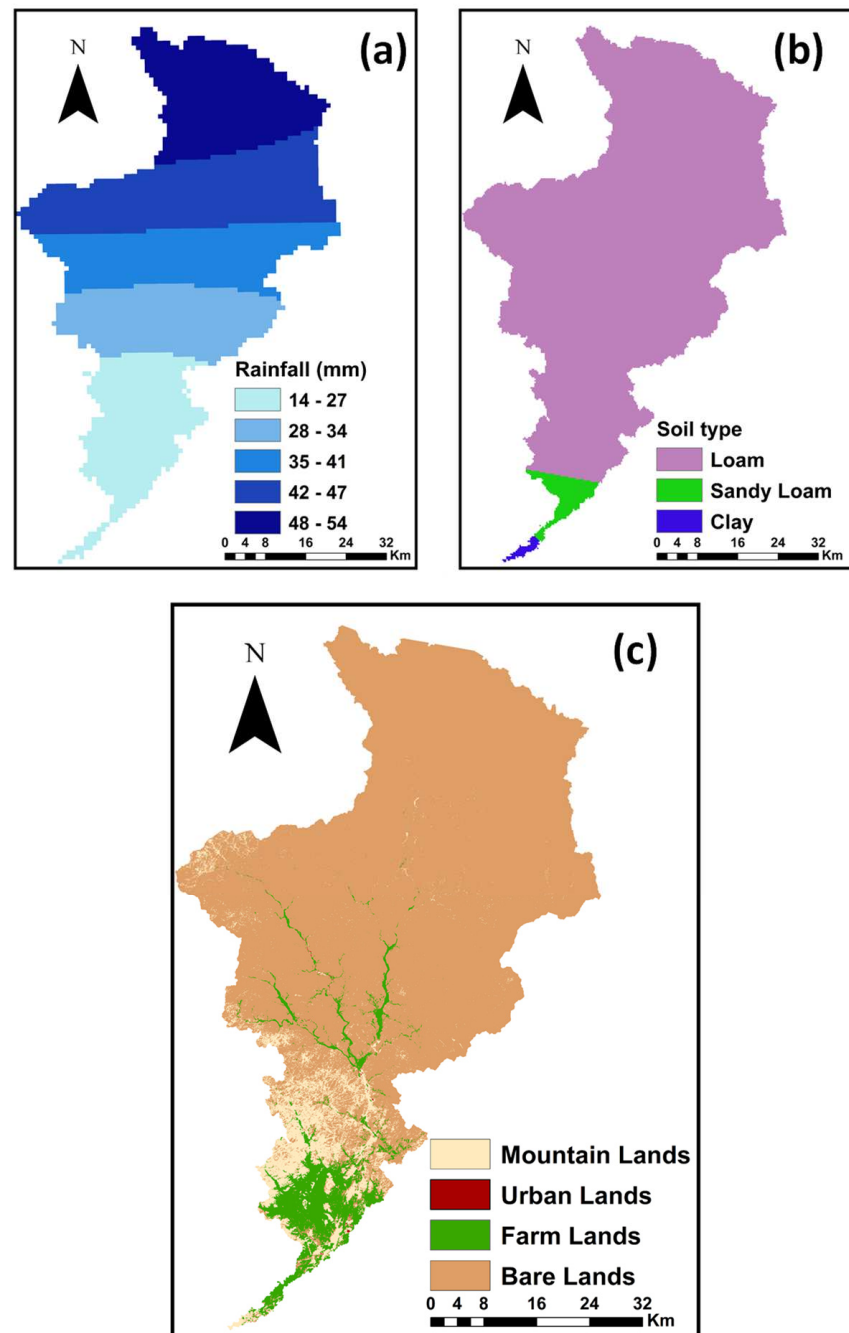 N
(a)
Rainfall (mm)
14 - 27
28 - 34
35 - 41
42 - 47
48 - 54
0 4 8 16 24 32
Km
N
(b)
Soil type
Loam
Sandy Loam
Clay
0 4 8 16 24 32
Km
N
(c)
Mountain Lands
Urban Lands
Farm Lands
Bare Lands
0 4 8 16 24 32
Km